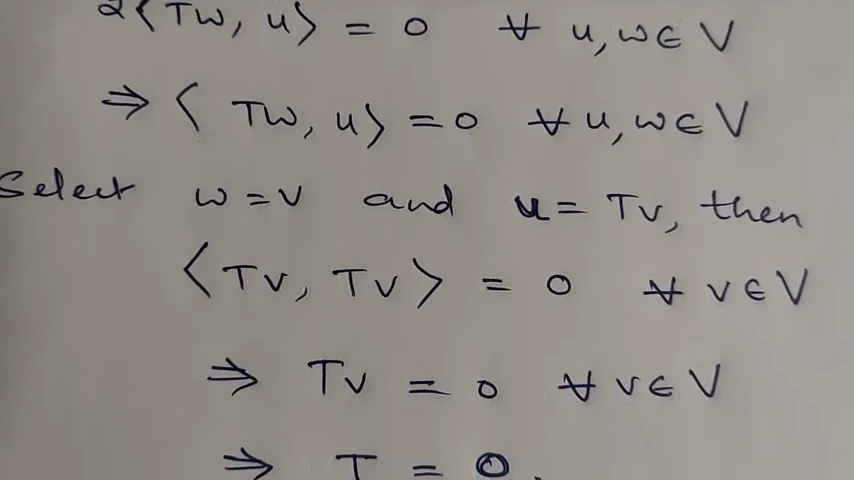 2⟨Tw, u⟩ = 0 ∀ u, w ∈ V
⇒ ⟨Tw, u⟩ = 0 ∀ u, w ∈ V
Select w = v and u = Tv, then
⟨Tv, Tv⟩ = 0 ∀ v ∈ V
⇒ Tv = 0 ∀ v ∈ V
⇒ T = 0.